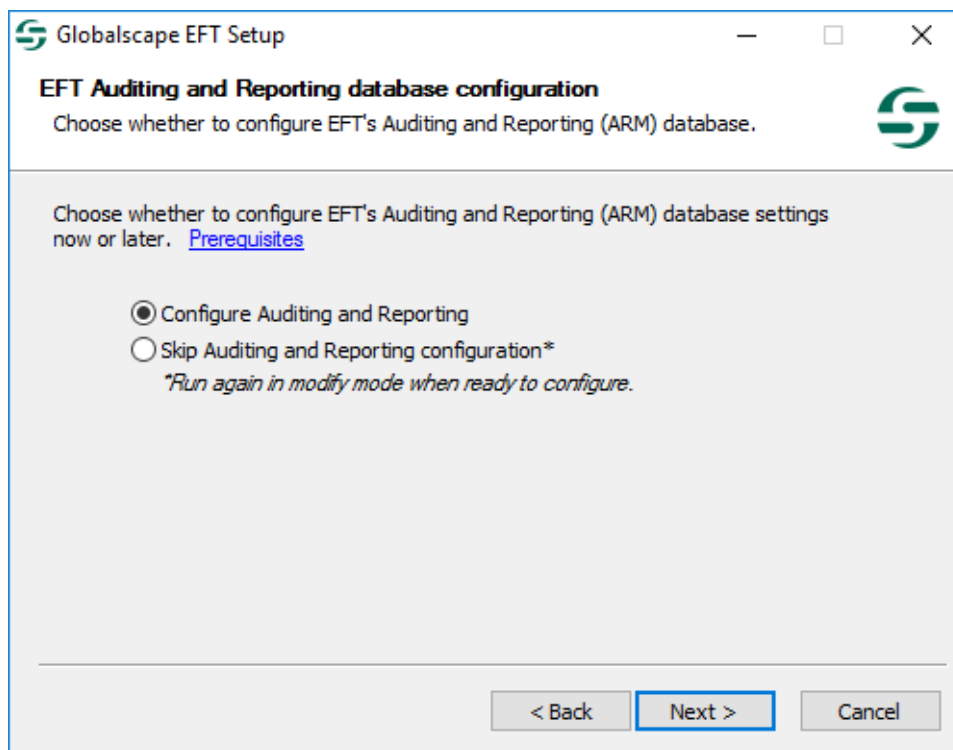 Globalscape EFT Setup
EFT Auditing and Reporting database configuration
Choose whether to configure EFT's Auditing and Reporting (ARM) database.
Choose whether to configure EFT's Auditing and Reporting (ARM) database settings
now or later. Prerequisites
Configure Auditing and Reporting
Skip Auditing and Reporting configuration*
*Run again in modify mode when ready to configure.
< Back Next > Cancel